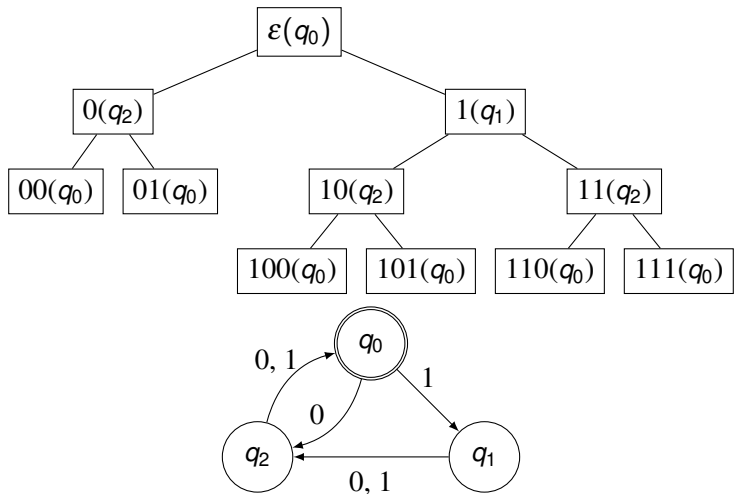 ε(q₀)
0(q₂) 1(q₁)
00(q₀) 01(q₀) 10(q₂) 11(q₂)
100(q₀) 101(q₀) 110(q₀) 111(q₀)
q₀
0, 1 1
0
q₂ q₁
0, 1